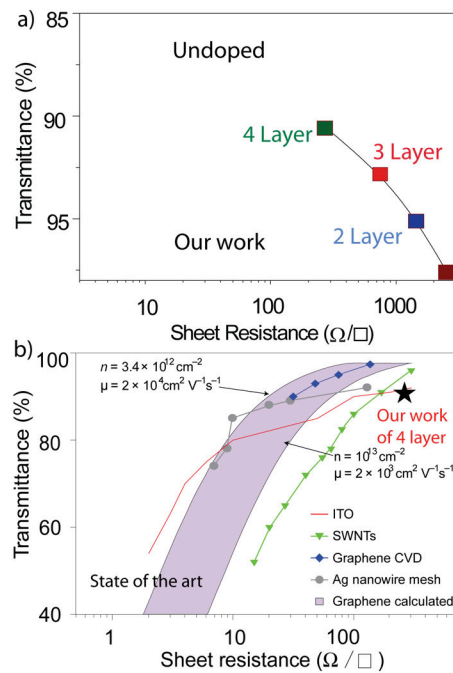 a)
85
Undoped
90
4 Layer
3 Layer
95
Our work
2 Layer
Transmittance (%)
10
100
1000
Sheet Resistance (Ω/□)
b)
100
n = 3.4 × 10¹² cm⁻²
μ = 2 × 10⁴cm² V⁻¹s⁻¹
80
Our work
of 4 layer
n = 10¹³ cm⁻²
μ = 2 × 10³ cm² V⁻¹s⁻¹
60
ITO
SWNTs
Graphene CVD
Ag nanowire mesh
Graphene calculated
State of the art
40
Transmittance (%)
1
10
100
Sheet resistance (Ω/□)